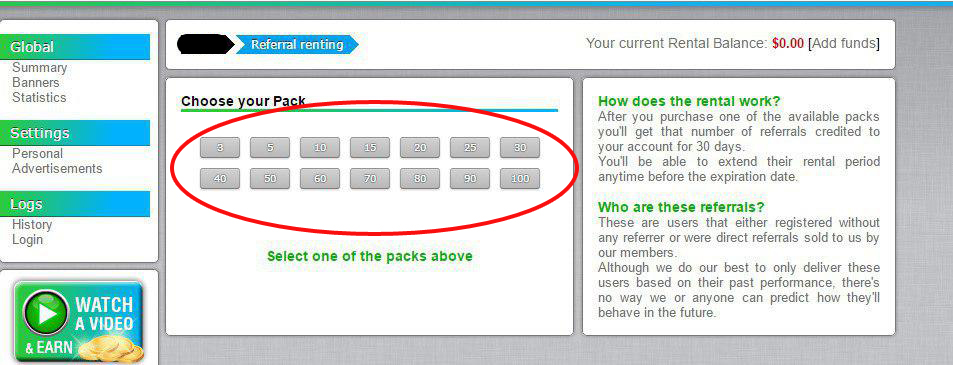 Global
Summary
Banners
Statistics
Settings
Personal
Advertisements
Logs
History
Login
WATCH
A VIDEO
& EARN
Referral renting
Your current Rental Balance: $0.00 [Add funds]
Choose your Pack
3 5 10 15 20 25 30
40 50 60 70 80 90 100
Select one of the packs above
How does the rental work?
After you purchase one of the available packs
you'll get that number of referrals credited to
your account for 30 days.
You'll be able to extend their rental period
anytime before the expiration date.
Who are these referrals?
These are users that either registered without
any referrer or were direct referrals sold to us by
our members.
Although we do our best to only deliver these
users based on their past performance, there's
no way we or anyone can predict how they'll
behave in the future.